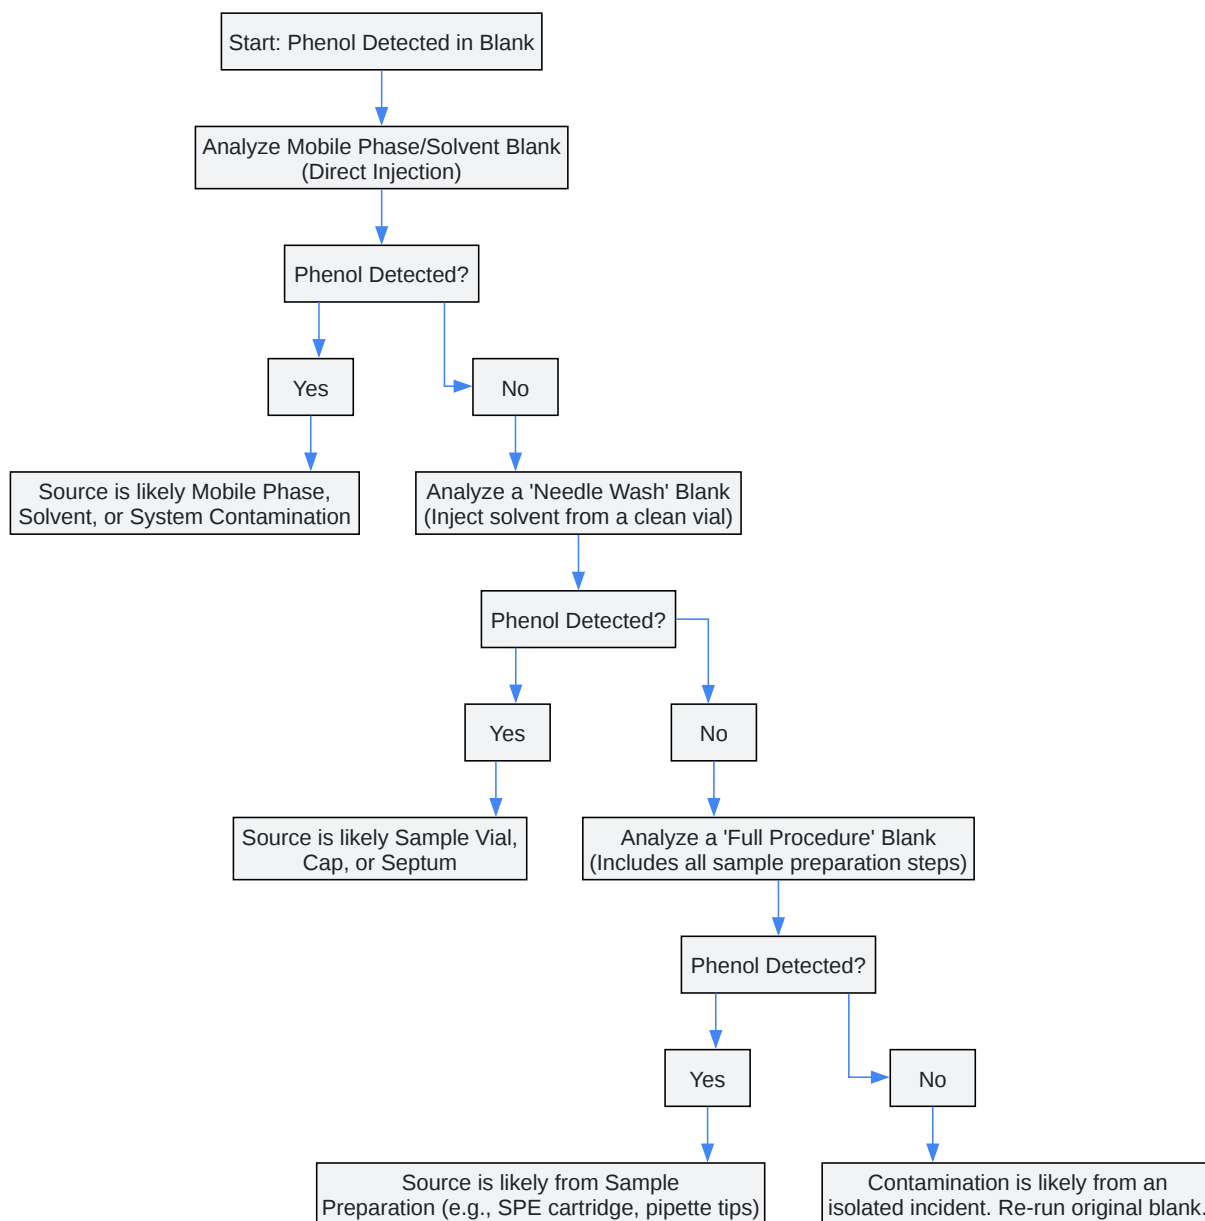 Start: Phenol Detected in Blank
Analyze Mobile Phase/Solvent Blank
(Direct Injection)
Phenol Detected?
Yes
No
Source is likely Mobile Phase,
Solvent, or System Contamination
Analyze a 'Needle Wash' Blank
(Inject solvent from a clean vial)
Phenol Detected?
Yes
No
Source is likely Sample Vial,
Cap, or Septum
Analyze a 'Full Procedure' Blank
(Includes all sample preparation steps)
Phenol Detected?
Yes
No
Source is likely from Sample
Preparation (e.g., SPE cartridge, pipette tips)
Contamination is likely from an
isolated incident. Re-run original blank.